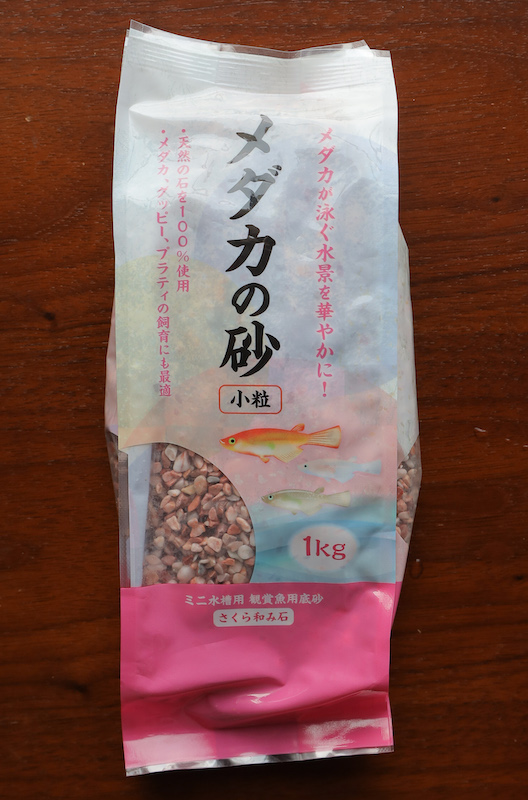 メダカが泳ぐ水景を華やかに!
メダカの砂
小粒
・天然の石を100%使用
・メダカ、グッピー、プラティの飼育にも最適
1kg
ミニ水槽用 観賞魚用底砂
さくら和み石